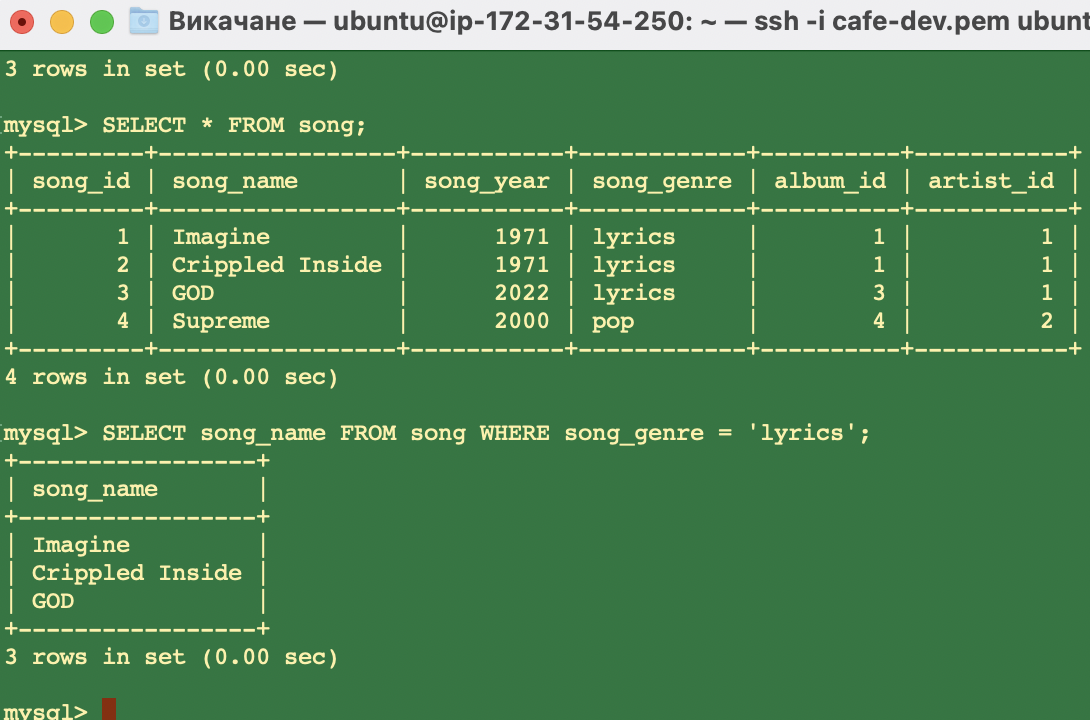 Викачане — ubuntu@ip-172-31-54-250: ~ — ssh -i cafe-dev.pem ubunt
3 rows in set (0.00 sec)
mysql> SELECT * FROM song;
+---------+-----------------+-----------+------------+----------+-----------+
| song_id | song_name       | song_year | song_genre | album_id | artist_id |
+---------+-----------------+-----------+------------+----------+-----------+
|       1 | Imagine         |      1971 | lyrics     |        1 |         1 |
|       2 | Crippled Inside |      1971 | lyrics     |        1 |         1 |
|       3 | GOD             |      2022 | lyrics     |        3 |         1 |
|       4 | Supreme         |      2000 | pop        |        4 |         2 |
+---------+-----------------+-----------+------------+----------+-----------+
4 rows in set (0.00 sec)
mysql> SELECT song_name FROM song WHERE song_genre = 'lyrics';
+-----------------+
| song_name       |
+-----------------+
| Imagine         |
| Crippled Inside |
| GOD             |
+-----------------+
3 rows in set (0.00 sec)
mysql>